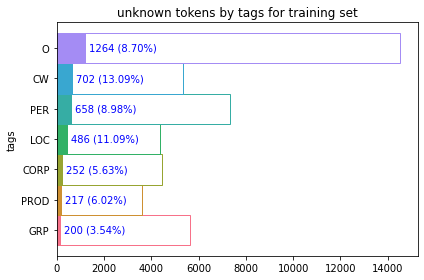 unknown tokens by tags for training set
tags
O 1264 (8.70%)
CW 702 (13.09%)
PER 658 (8.98%)
LOC 486 (11.09%)
CORP 252 (5.63%)
PROD 217 (6.02%)
GRP 200 (3.54%)
0 2000 4000 6000 8000 10000 12000 14000